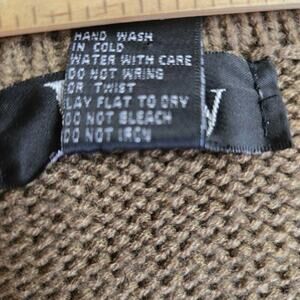 HAND WASH
IN COLD
WATER WITH CARE
DO NOT WRING
OR TWIST
LAY FLAT TO DRY
DO NOT BLEACH
DO NOT IRON